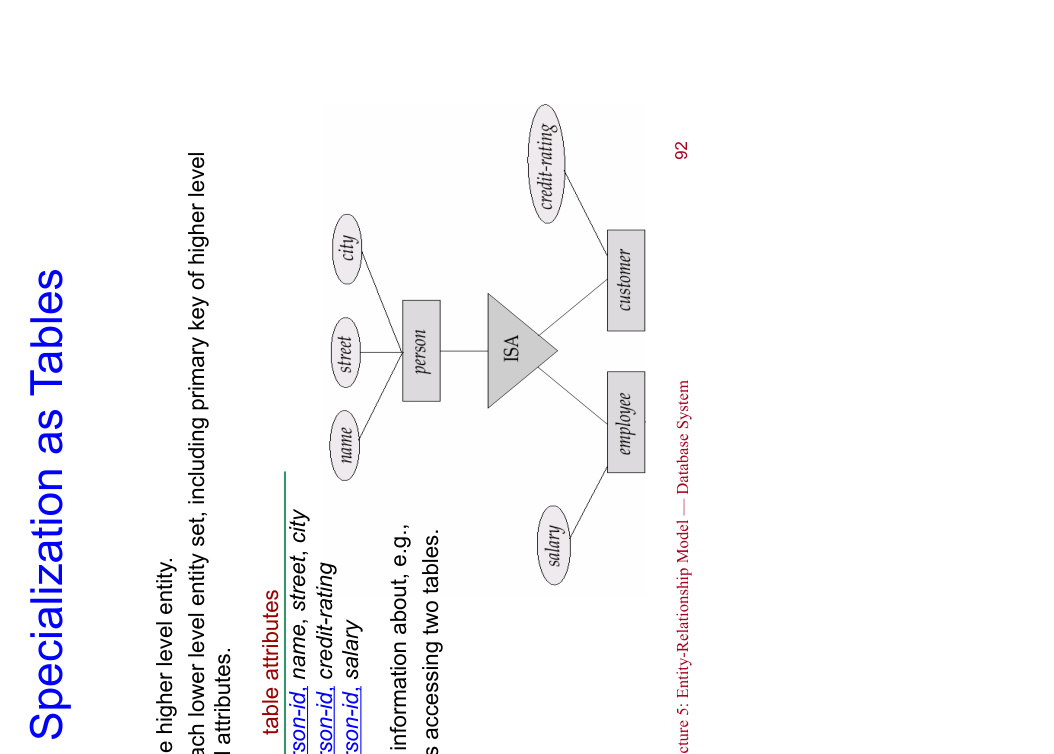 Specialization as Tables
e higher level entity.
ach lower level entity set, including primary key of higher level
l attributes.
table attributes
rson-id, name, street, city
rson-id, credit-rating
rson-id, salary
information about, e.g.,
s accessing two tables.
name
street
city
person
ISA
salary
employee
customer
credit-rating
cture 5: Entity-Relationship Model — Database System
92